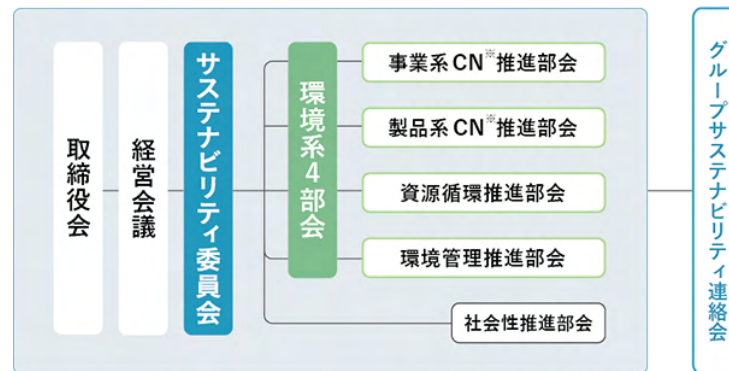 取締役会
経営会議
サステナビリティ委員会
環境系4部会
事業系CN※推進部会
製品系CN※推進部会
資源循環推進部会
環境管理推進部会
社会性推進部会
グループサステナビリティ連絡会